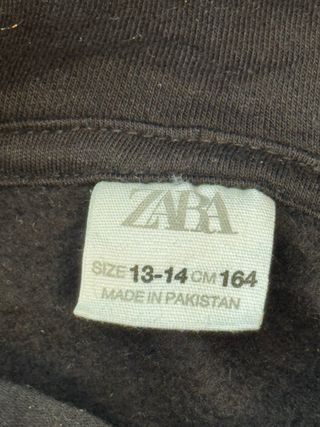 ZARA
SIZE 13-14 CM 164
MADE IN PAKISTAN